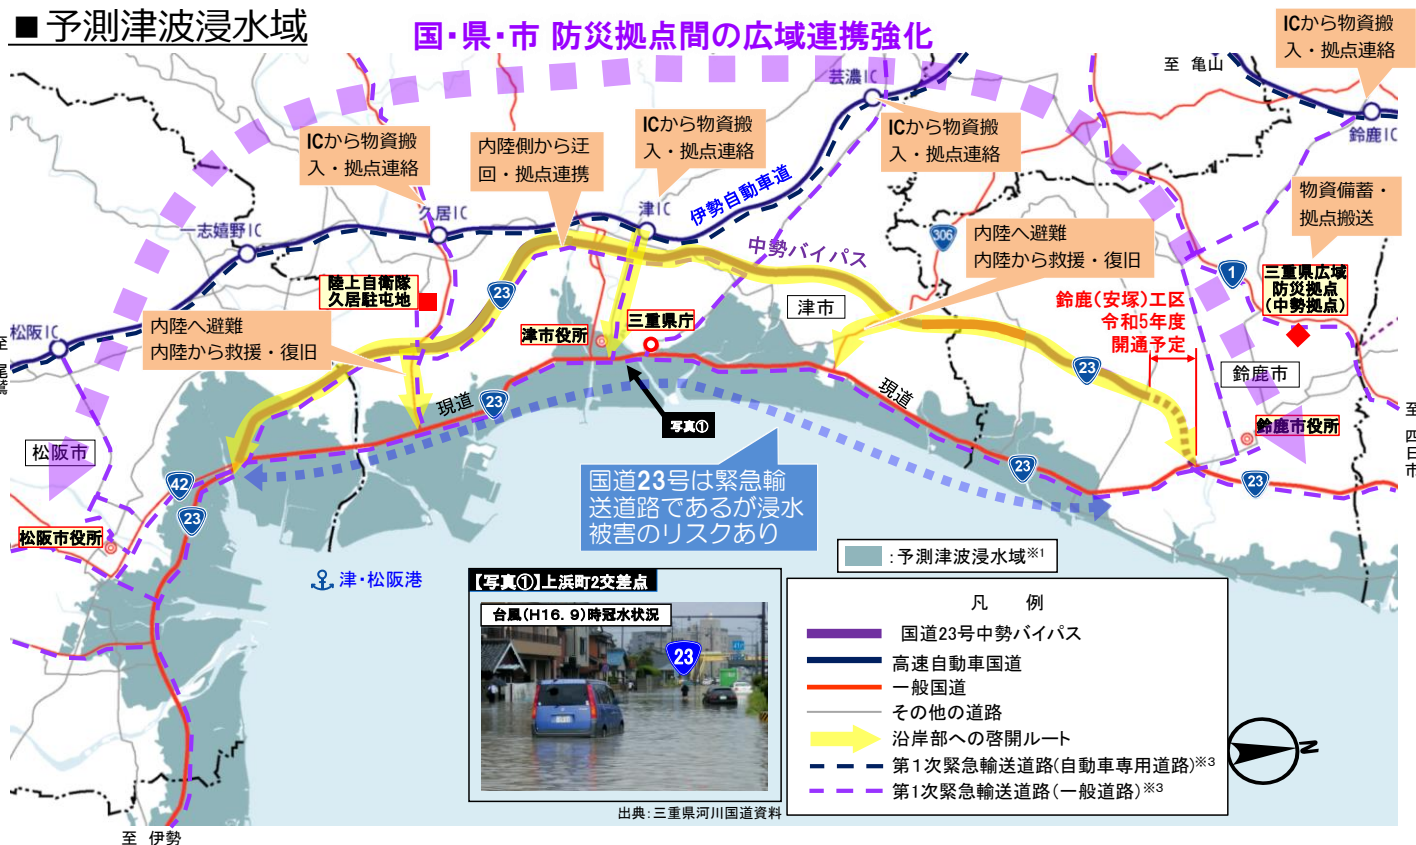 ■予測津波浸水域
国・県・市 防災拠点間の広域連携強化
ICから物資搬
入・拠点連絡
至 亀山
芸濃IC
鈴鹿IC
ICから物資搬
入・拠点連絡
内陸側から迂
回・拠点連携
ICから物資搬
入・拠点連絡
ICから物資搬
入・拠点連絡
物資備蓄・
拠点搬送
伊勢自動車道
久居IC
津IC
一志嬉野IC
中勢バイパス
306
内陸へ避難
内陸から救援・復旧
1
三重県広域
防災拠点
(中勢拠点)
陸上自衛隊
久居駐屯地
23
鈴鹿(安塚)工区
令和5年度
開通予定
津市
三重県庁
津市役所
松阪IC
至 尾鷲
内陸へ避難
内陸から救援・復旧
23
鈴鹿市
現道
23
現道
写真①
鈴鹿市役所
至 四日市
松阪市
国道23号は緊急輸
送道路であるが浸水
被害のリスクあり
23
23
42
23
松阪市役所
:予測津波浸水域※1
津・松阪港
【写真①】上浜町2交差点
台風(H16.9)時冠水状況
23
出典:三重県河川国道資料
凡 例
国道23号中勢バイパス
高速自動車国道
一般国道
その他の道路
沿岸部への啓開ルート
第1次緊急輸送道路(自動車専用道路)※3
第1次緊急輸送道路(一般道路)※3
N
至 伊勢